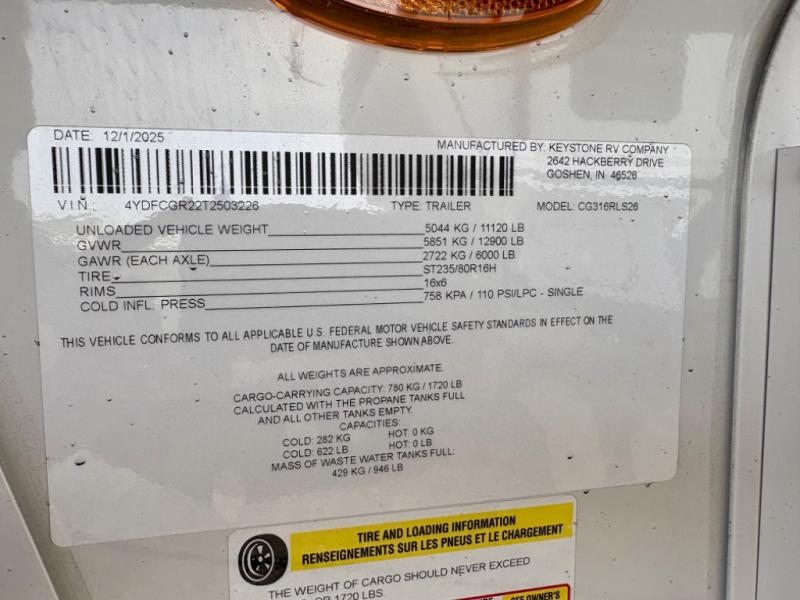 DATE: 12/1/2025
MANUFACTURED BY: KEYSTONE RV COMPANY
2642 HACKBERRY DRIVE
GOSHEN, IN 46526
V.I.N.: 4YDFCGR22T2503226 TYPE: TRAILER MODEL: CG316RLS26
UNLOADED VEHICLE WEIGHT 5044 KG / 11120 LB
GVWR 5851 KG / 12900 LB
GAWR (EACH AXLE) 2722 KG / 6000 LB
TIRE ST235/80R16H
RIMS 16x6
COLD INFL. PRESS 758 KPA / 110 PSI/LPC - SINGLE
THIS VEHICLE CONFORMS TO ALL APPLICABLE U.S. FEDERAL MOTOR VEHICLE SAFETY STANDARDS IN EFFECT ON THE
DATE OF MANUFACTURE SHOWN ABOVE.
ALL WEIGHTS ARE APPROXIMATE.
CARGO-CARRYING CAPACITY: 780 KG / 1720 LB
CALCULATED WITH THE PROPANE TANKS FULL
AND ALL OTHER TANKS EMPTY.
CAPACITIES:
COLD: 282 KG HOT: 0 KG
COLD: 622 LB HOT: 0 LB
MASS OF WASTE WATER TANKS FULL:
429 KG / 946 LB
TIRE AND LOADING INFORMATION
RENSEIGNEMENTS SUR LES PNEUS ET LE CHARGEMENT
THE WEIGHT OF CARGO SHOULD NEVER EXCEED
OR 1720 LBS.
SEE OWNER'S